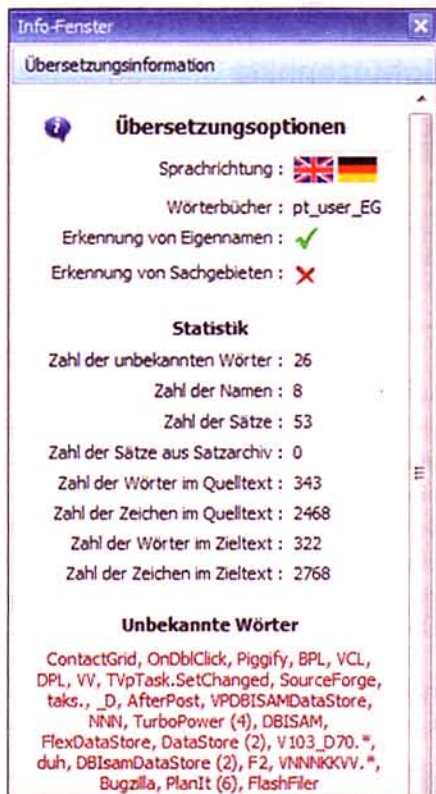 Info-Fenster
Übersetzungsinformation
Übersetzungsoptionen
Sprachrichtung :
Wörterbücher : pt_user_EG
Erkennung von Eigennamen : ✓
Erkennung von Sachgebieten : ✗
Statistik
Zahl der unbekannten Wörter : 26
Zahl der Namen : 8
Zahl der Sätze : 53
Zahl der Sätze aus Satzarchiv : 0
Zahl der Wörter im Quelltext : 343
Zahl der Zeichen im Quelltext : 2468
Zahl der Wörter im Zieltext : 322
Zahl der Zeichen im Zieltext : 2768
Unbekannte Wörter
ContactGrid, OnDblClick, Piggify, BPL, VCL,
DPL, VV, TVpTask.SetChanged, SourceForge,
taks., _D, AfterPost, VPDBISAMDataStore,
NNN, TurboPower (4), DBISAM,
FlexDataStore, DataStore (2), V103_D70.*,
duh, DBIsamDataStore (2), F2, VNNNKKVV.*,
Bugzilla, PlanIt (6), FlashFiler